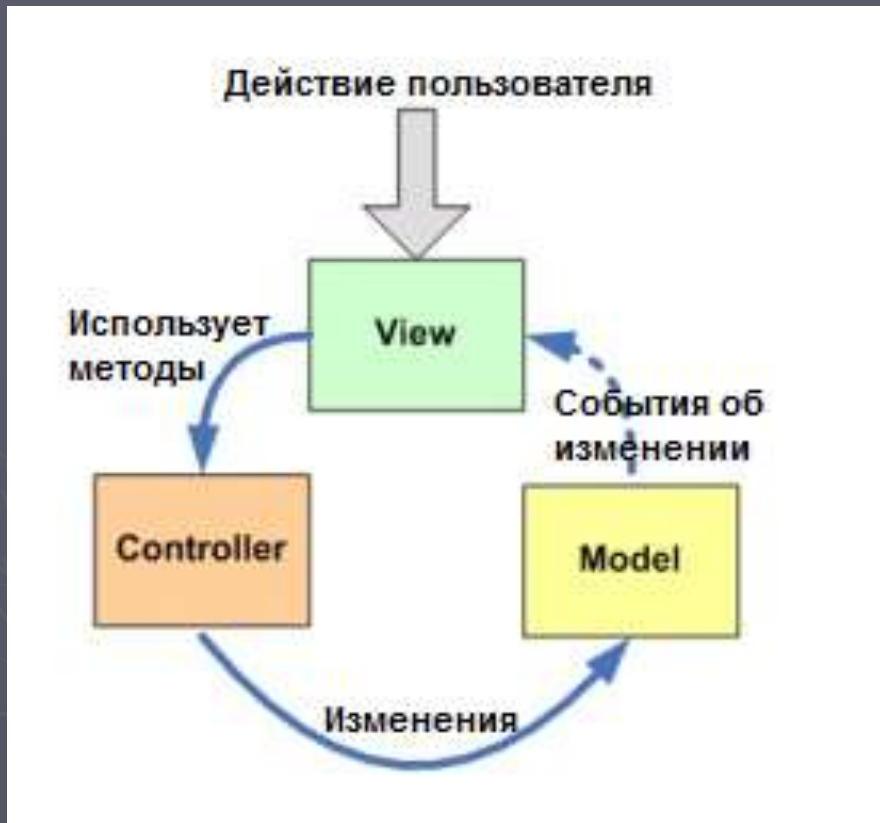 Действие пользователя
View
Использует
методы
События об
изменении
Controller
Model
Изменения